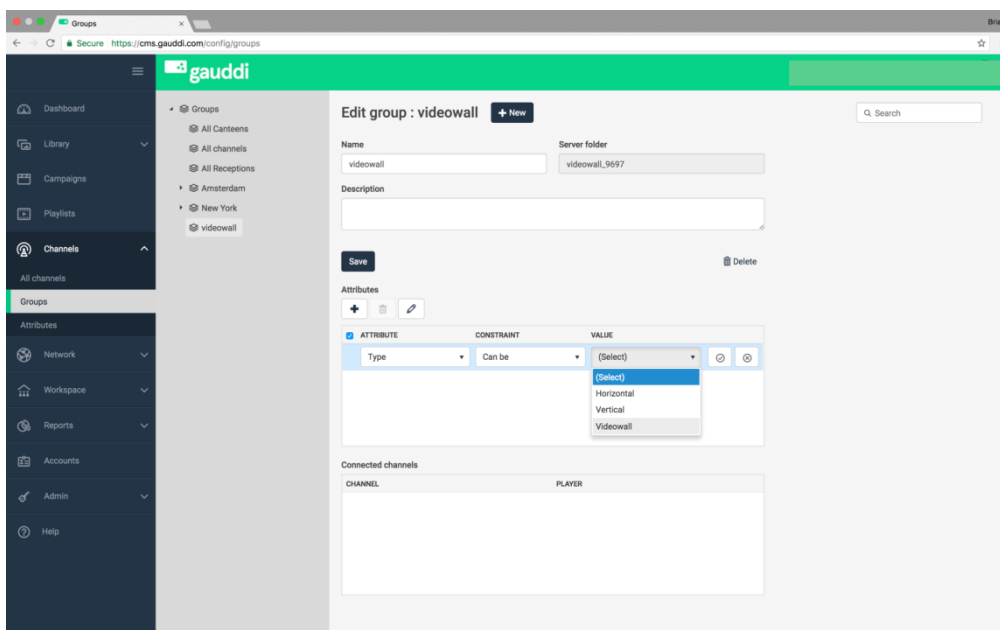 Groups
Bria
Secure https://cms.gauddi.com/config/groups
gauddi
Dashboard
Library
Campaigns
Playlists
Channels
All channels
Groups
Attributes
Network
Workspace
Reports
Accounts
Admin
Help
Groups
All Canteens
All channels
All Receptions
Amsterdam
New York
videowall
Edit group : videowall
New
Search
Name
Server folder
videowall
videowall_9697
Description
Save
Delete
Attributes
ATTRIBUTE CONSTRAINT VALUE
Type Can be (Select)
(Select)
Horizontal
Vertical
Videowall
Connected channels
CHANNEL PLAYER